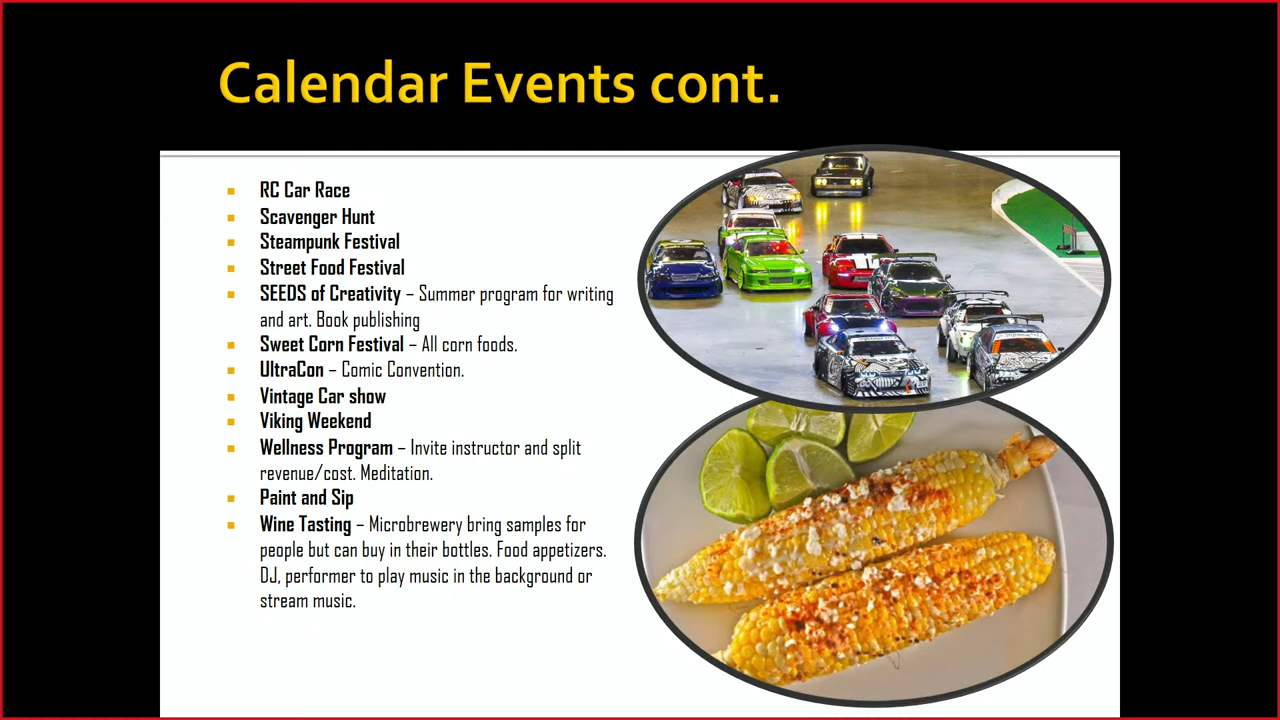 Calendar Events cont.
RC Car Race
Scavenger Hunt
Steampunk Festival
Street Food Festival
SEEDS of Creativity – Summer program for writing
and art. Book publishing
Sweet Corn Festival – All corn foods.
UltraCon – Comic Convention.
Vintage Car show
Viking Weekend
Wellness Program – Invite instructor and split
revenue/cost. Meditation.
Paint and Sip
Wine Tasting – Microbrewery bring samples for
people but can buy in their bottles. Food appetizers.
DJ, performer to play music in the background or
stream music.